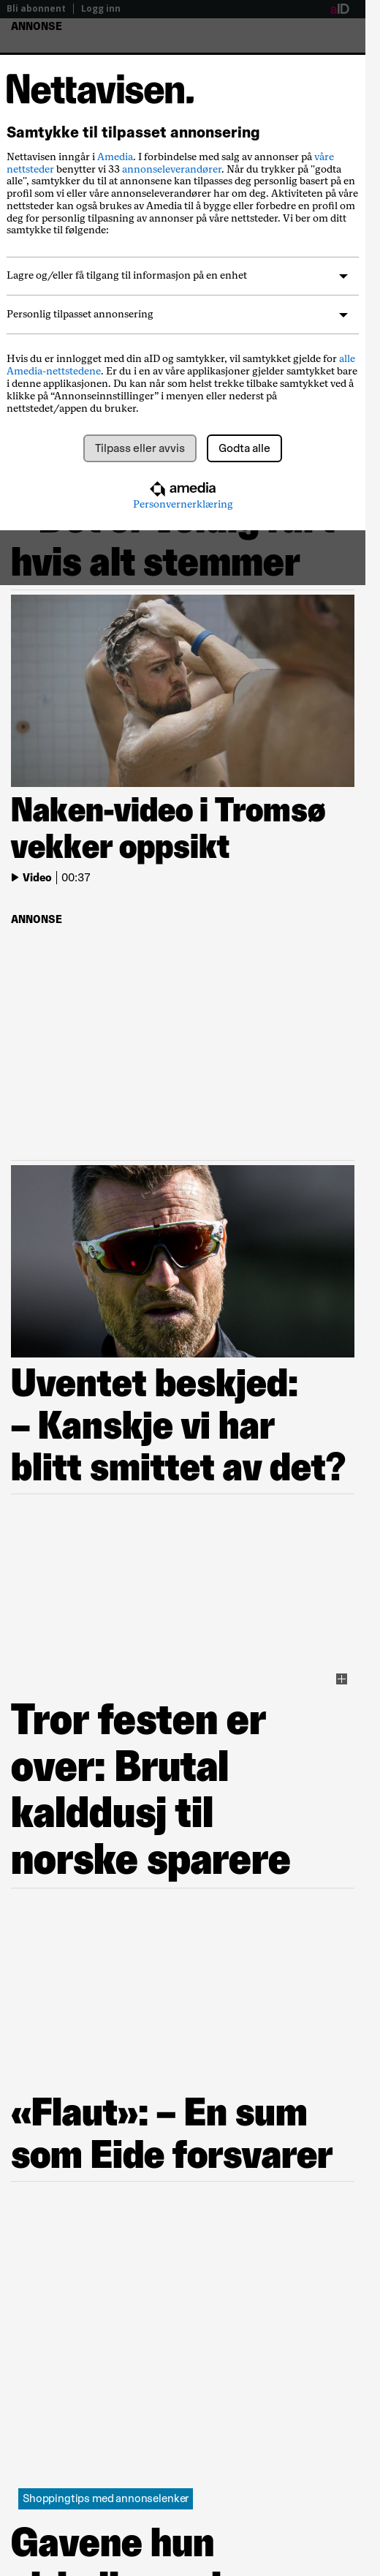 Bli abonnent | Logg inn
aID
ANNONSE
Nettavisen.
Samtykke til tilpasset annonsering
Nettavisen inngår i Amedia. I forbindelse med salg av annonser på våre
nettsteder benytter vi 33 annonseleverandører. Når du trykker på "godta
alle", samtykker du til at annonsene kan tilpasses deg personlig basert på en
profil som vi eller våre annonseleverandører har om deg. Aktiviteten din på våre
nettsteder kan også brukes av Amedia til å bygge eller forbedre en profil om
deg for personlig tilpasning av annonser på våre nettsteder. Vi ber om ditt
samtykke til følgende:
Lagre og/eller få tilgang til informasjon på en enhet
Personlig tilpasset annonsering
Hvis du er innlogget med din aID og samtykker, vil samtykket gjelde for alle
Amedia-nettstedene. Er du i en av våre applikasjoner gjelder samtykket bare
i denne applikasjonen. Du kan når som helst trekke tilbake samtykket ved å
klikke på “Annonseinnstillinger” i menyen eller nederst på
nettstedet/appen du bruker.
Tilpass eller avvis
Godta alle
amedia
Personvernerklæring
hvis alt stemmer
Naken-video i Tromsø
vekker oppsikt
Video | 00:37
ANNONSE
Uventet beskjed:
– Kanskje vi har
blitt smittet av det?
Tror festen er
over: Brutal
kalddusj til
norske sparere
«Flaut»: – En sum
som Eide forsvarer
Shoppingtips med annonselenker
Gavene hun